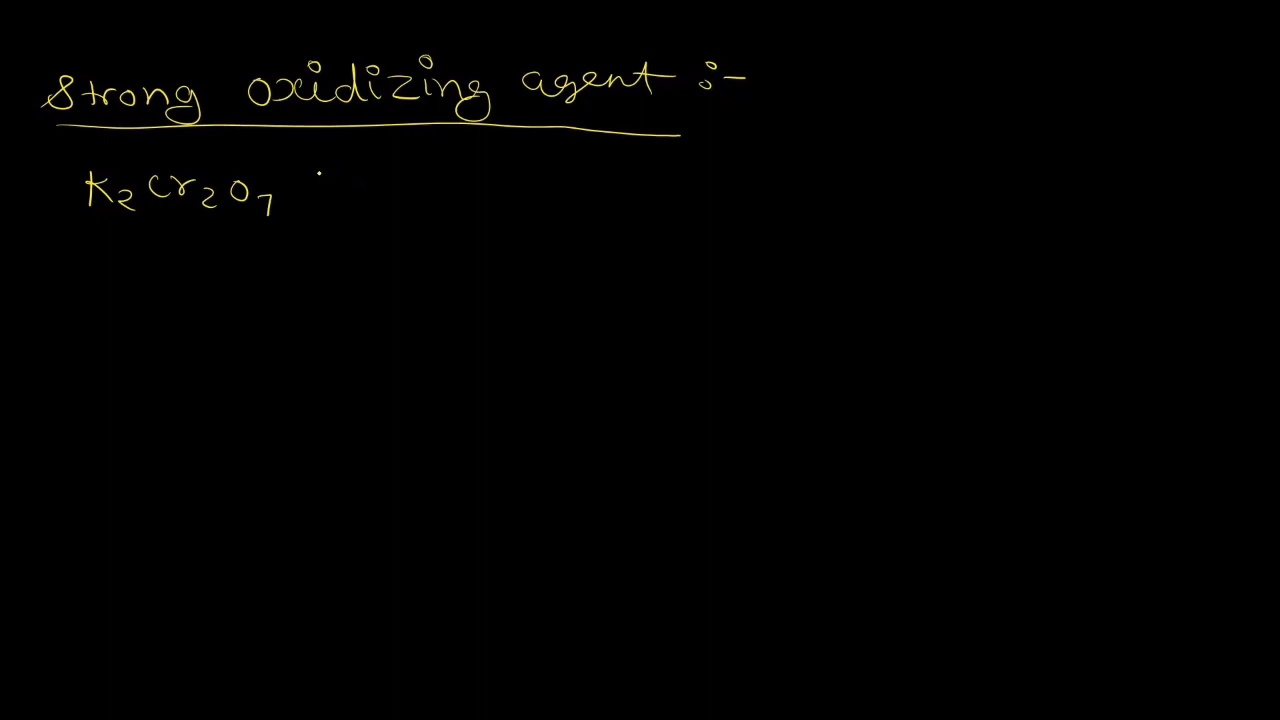 Strong oxidizing agent :-
K₂Cr₂O₇